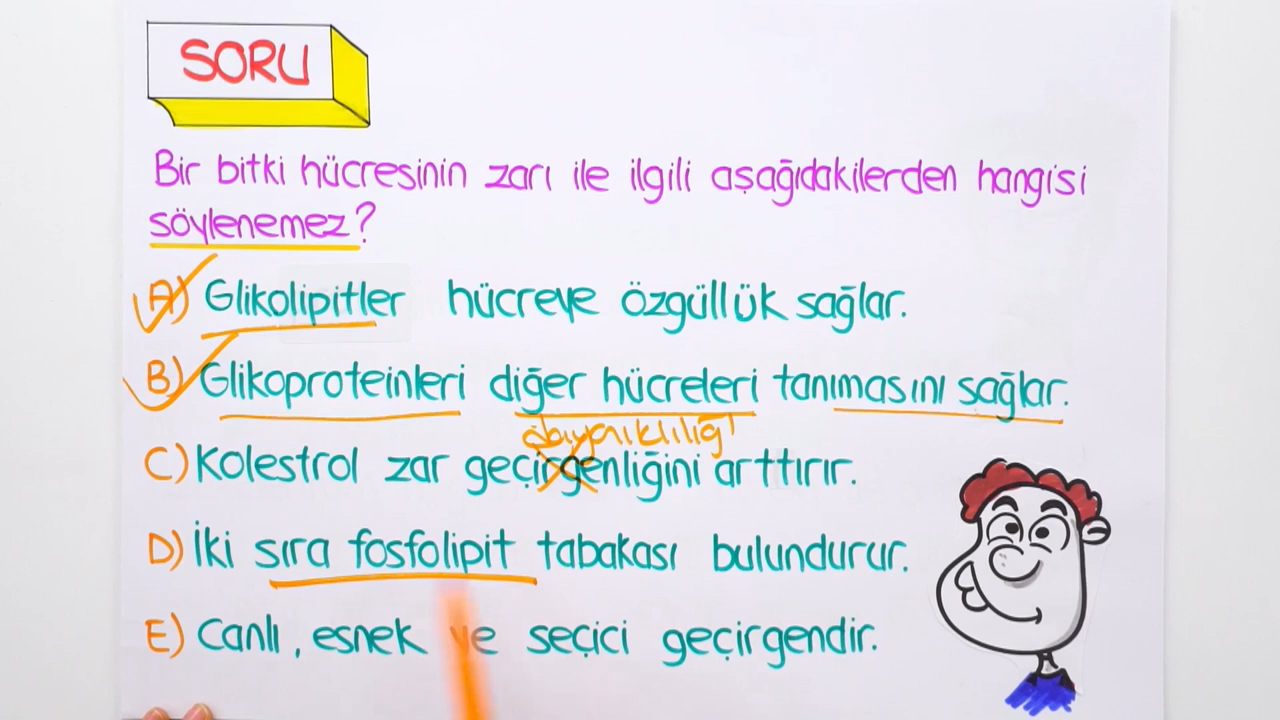 SORU
Bir bitki hücresinin zarı ile ilgili aşağıdakilerden hangisi
söylenemez?
A) Glikolipitler hücreye özgüllük sağlar.
B) Glikoproteinleri diğer hücreleri tanımasını sağlar.
dayanıklılığı
C) Kolestrol zar geçirgenliğini arttırır.
D) İki sıra fosfolipit tabakası bulundurur.
E) Canlı, esnek ve seçici geçirgendir.